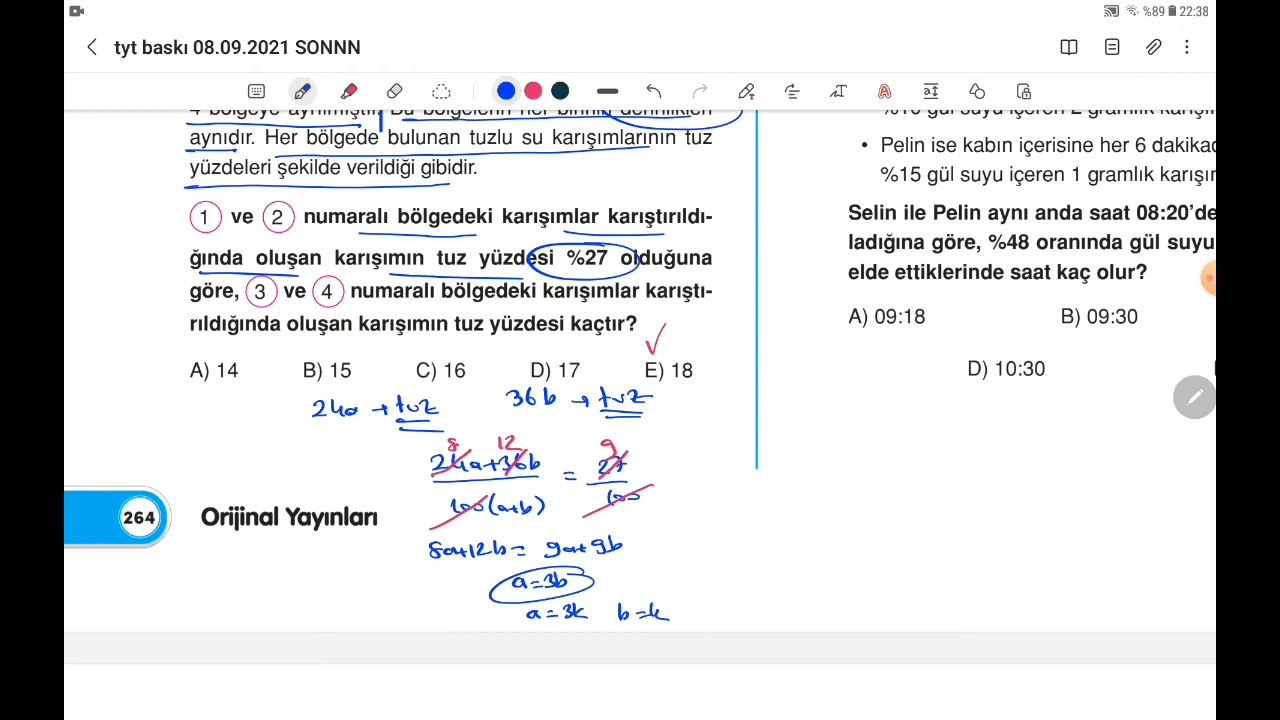 %89 22:38
tyt baskı 08.09.2021 SONNN
4 bölgeye ayrılmıştır. Bu bölgelerin her birinin derinlikleri
aynıdır. Her bölgede bulunan tuzlu su karışımlarının tuz
yüzdeleri şekilde verildiği gibidir.
1 ve 2 numaralı bölgedeki karışımlar karıştırıldı-
ğında oluşan karışımın tuz yüzdesi %27 olduğuna
göre, 3 ve 4 numaralı bölgedeki karışımlar karıştı-
rıldığında oluşan karışımın tuz yüzdesi kaçtır?
A) 14 B) 15 C) 16 D) 17 E) 18
24a → tuz 36b → tuz
8 12 9
24a+36b = 27
100(a+b) 100
8a+12b = 9a+9b
a=3b
a=3k b=k
264 Orijinal Yayınları
%10 gül suyu içeren 2 gramlık karışı
• Pelin ise kabın içerisine her 6 dakikad
%15 gül suyu içeren 1 gramlık karışır
Selin ile Pelin aynı anda saat 08:20'de
ladığına göre, %48 oranında gül suyu
elde ettiklerinde saat kaç olur?
A) 09:18 B) 09:30
D) 10:30